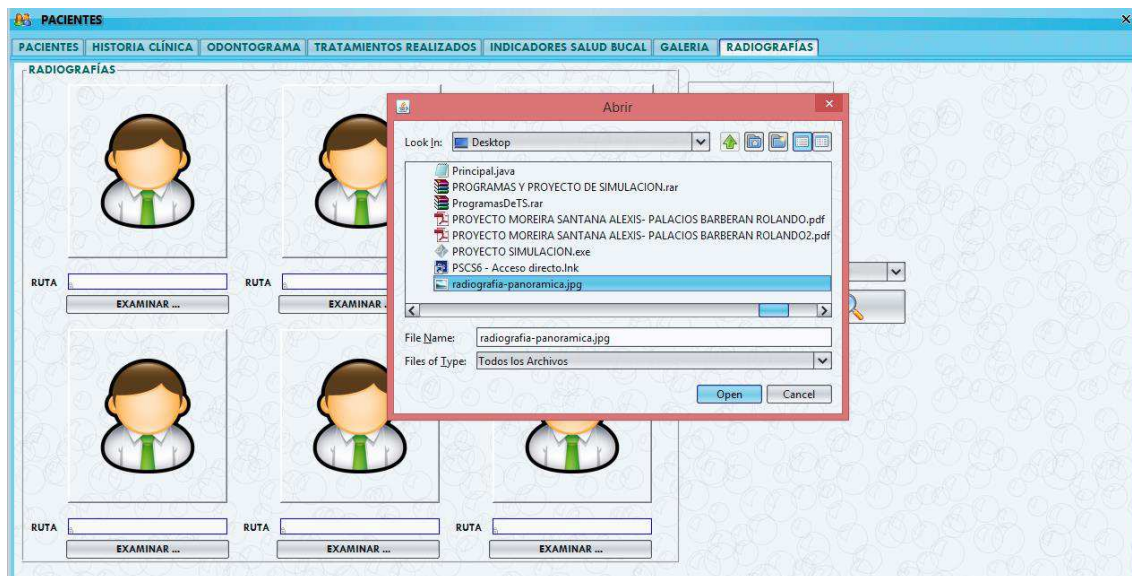 PACIENTES
PACIENTES HISTORIA CLÍNICA ODONTOGRAMA TRATAMIENTOS REALIZADOS INDICADORES SALUD BUCAL GALERIA RADIOGRAFÍAS
RADIOGRAFÍAS
Abrir
Look In: Desktop
Principal.java
PROGRAMAS Y PROYECTO DE SIMULACION.rar
ProgramasDeTS.rar
PROYECTO MOREIRA SANTANA ALEXIS- PALACIOS BARBERAN ROLANDO.pdf
PROYECTO MOREIRA SANTANA ALEXIS- PALACIOS BARBERAN ROLANDO2.pdf
PROYECTO SIMULACION.exe
PSCS6 - Acceso directo.lnk
radiografia-panoramica.jpg
File Name: radiografia-panoramica.jpg
Files of Type: Todos los Archivos
Open Cancel
RUTA RUTA
EXAMINAR ... EXAMINAR
RUTA RUTA RUTA
EXAMINAR ... EXAMINAR ... EXAMINAR ...